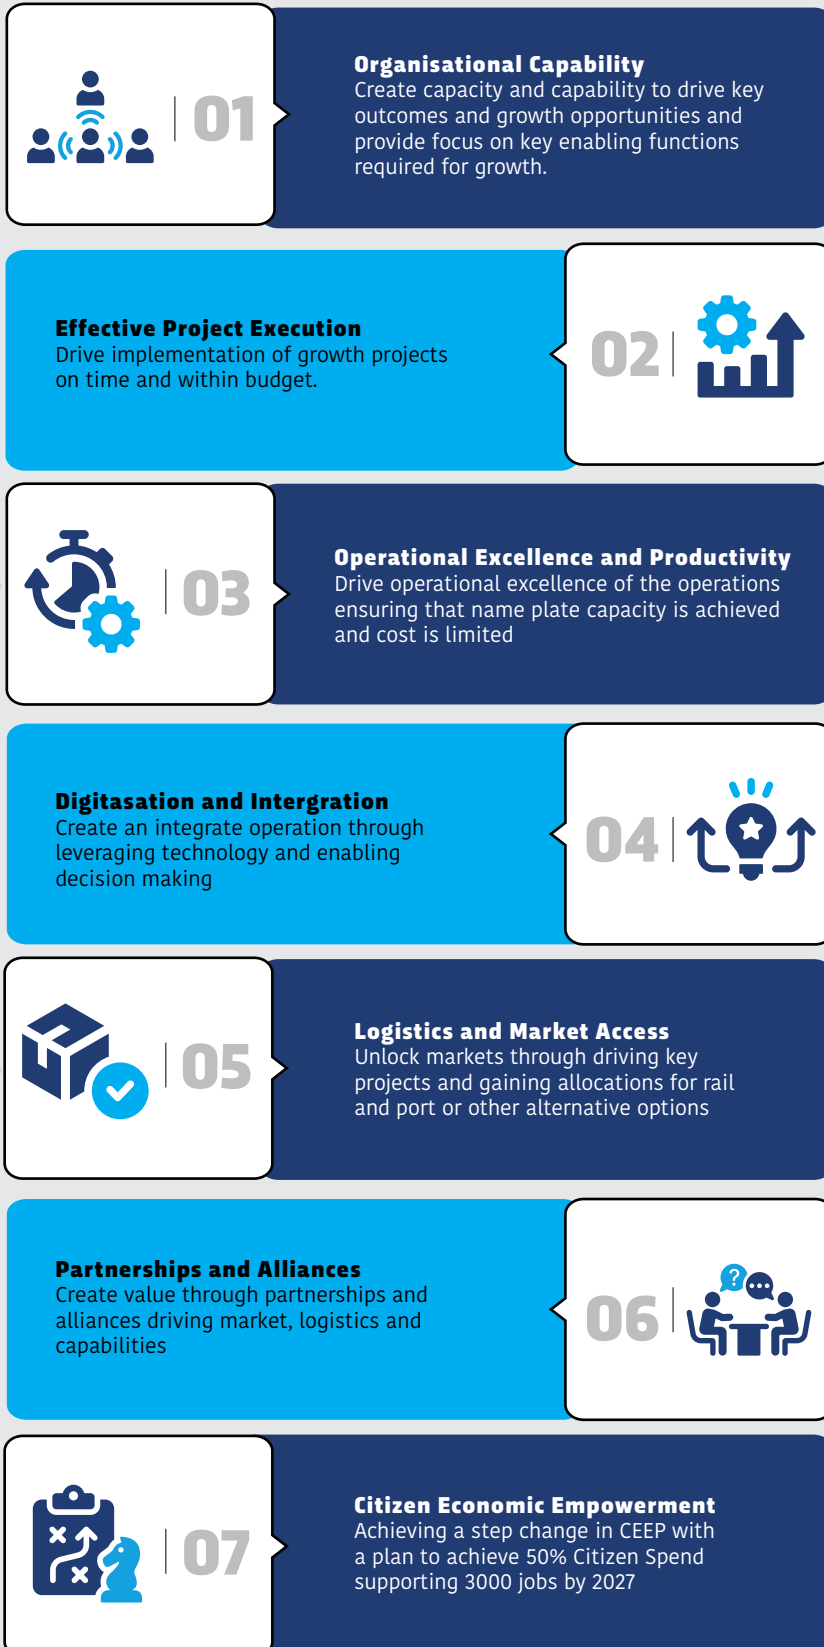 01
Organisational Capability
Create capacity and capability to drive key
outcomes and growth opportunities and
provide focus on key enabling functions
required for growth.
Effective Project Execution
Drive implementation of growth projects
on time and within budget.
02
03
Operational Excellence and Productivity
Drive operational excellence of the operations
ensuring that name plate capacity is achieved
and cost is limited
Digitasation and Intergration
Create an integrate operation through
leveraging technology and enabling
decision making
04
05
Logistics and Market Access
Unlock markets through driving key
projects and gaining allocations for rail
and port or other alternative options
Partnerships and Alliances
Create value through partnerships and
alliances driving market, logistics and
capabilities
06
?
07
Citizen Economic Empowerment
Achieving a step change in CEEP with
a plan to achieve 50% Citizen Spend
supporting 3000 jobs by 2027